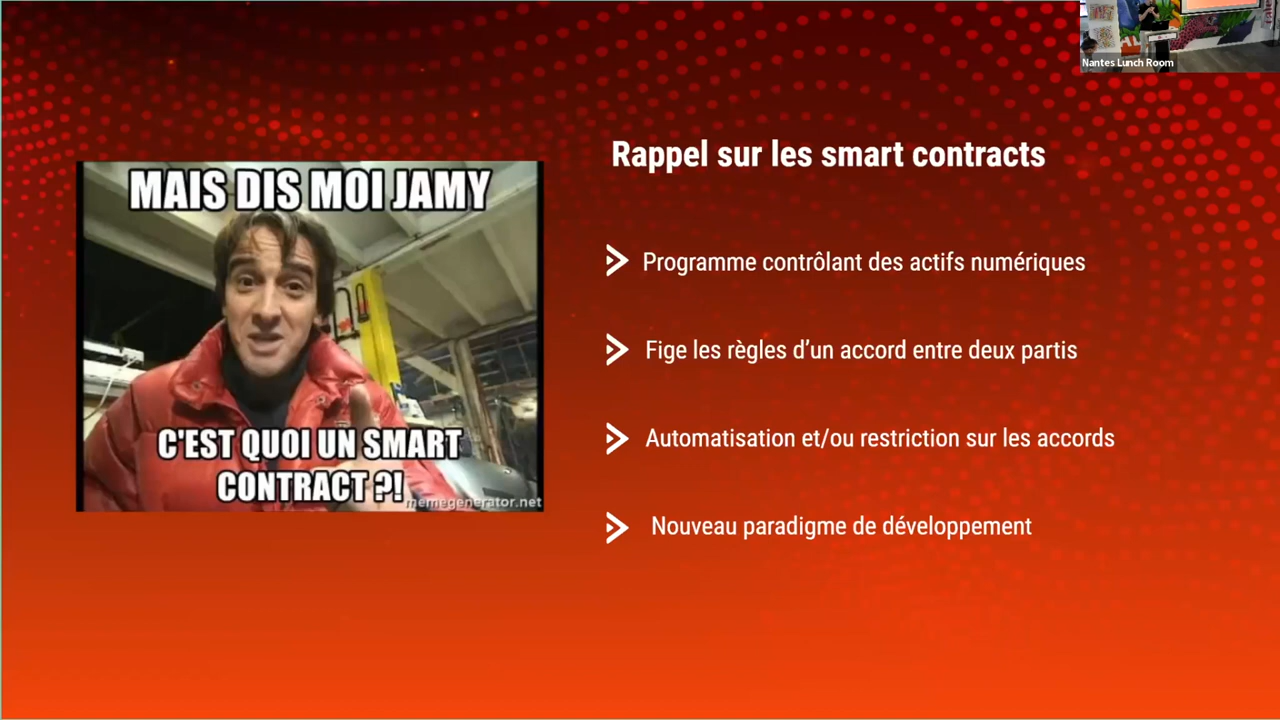 Nantes Lunch Room
Rappel sur les smart contracts
MAIS DIS MOI JAMY
C'EST QUOI UN SMART
CONTRACT ?!
memegenerator.net
Programme contrôlant des actifs numériques
Fige les règles d’un accord entre deux partis
Automatisation et/ou restriction sur les accords
Nouveau paradigme de développement